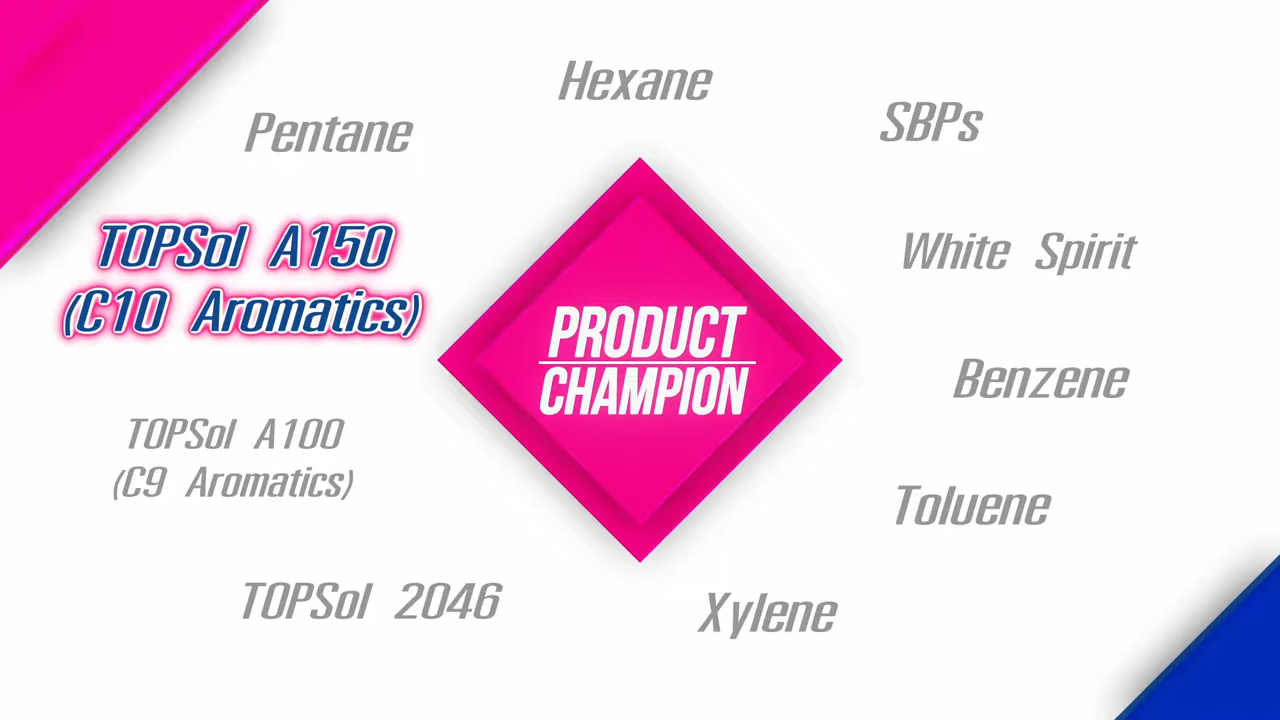 Hexane
SBPs
Pentane
TOPSol A150
(C10 Aromatics)
White Spirit
PRODUCT
CHAMPION
Benzene
TOPSol A100
(C9 Aromatics)
Toluene
TOPSol 2046
Xylene